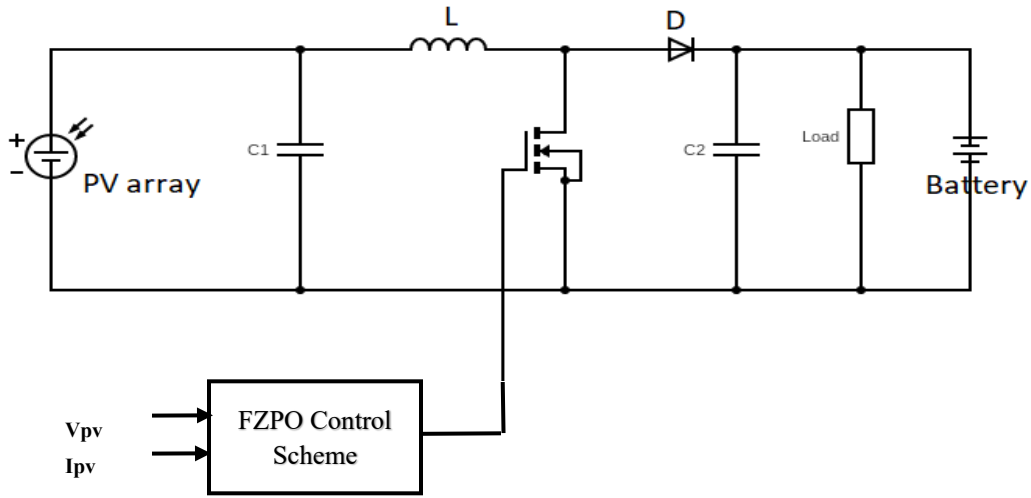 L
D
+
−
PV array
C1
C2
Load
Battery
Vpv
Ipv
FZPO Control
Scheme